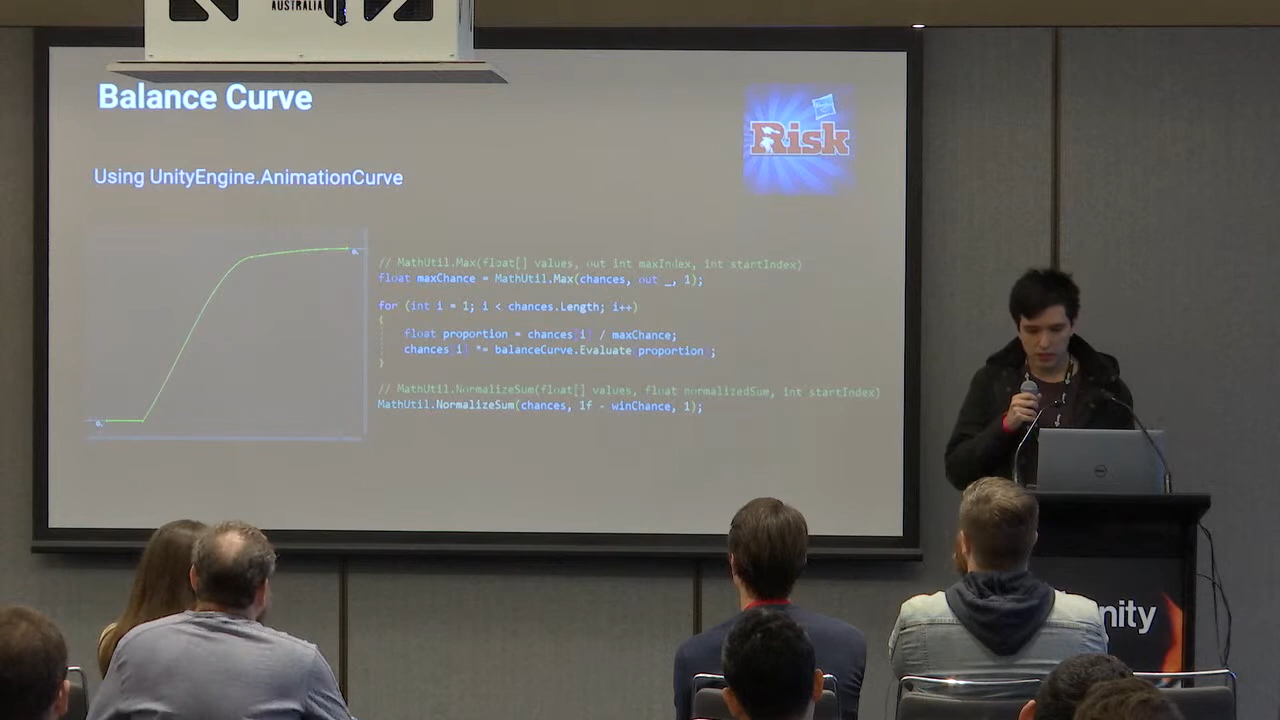 AUSTRALIA
Balance Curve
Risk
Using UnityEngine.AnimationCurve
// MathUtil.Max(float[] values, out int maxIndex, int startIndex)
float maxChance = MathUtil.Max(chances, out _, 1);
for (int i = 1; i < chances.Length; i++)
{
float proportion = chances[i] / maxChance;
chances[i] *= balanceCurve.Evaluate(proportion);
}
// MathUtil.NormalizeSum(float[] values, float normalizedSum, int startIndex)
MathUtil.NormalizeSum(chances, 1f - winChance, 1);
nity